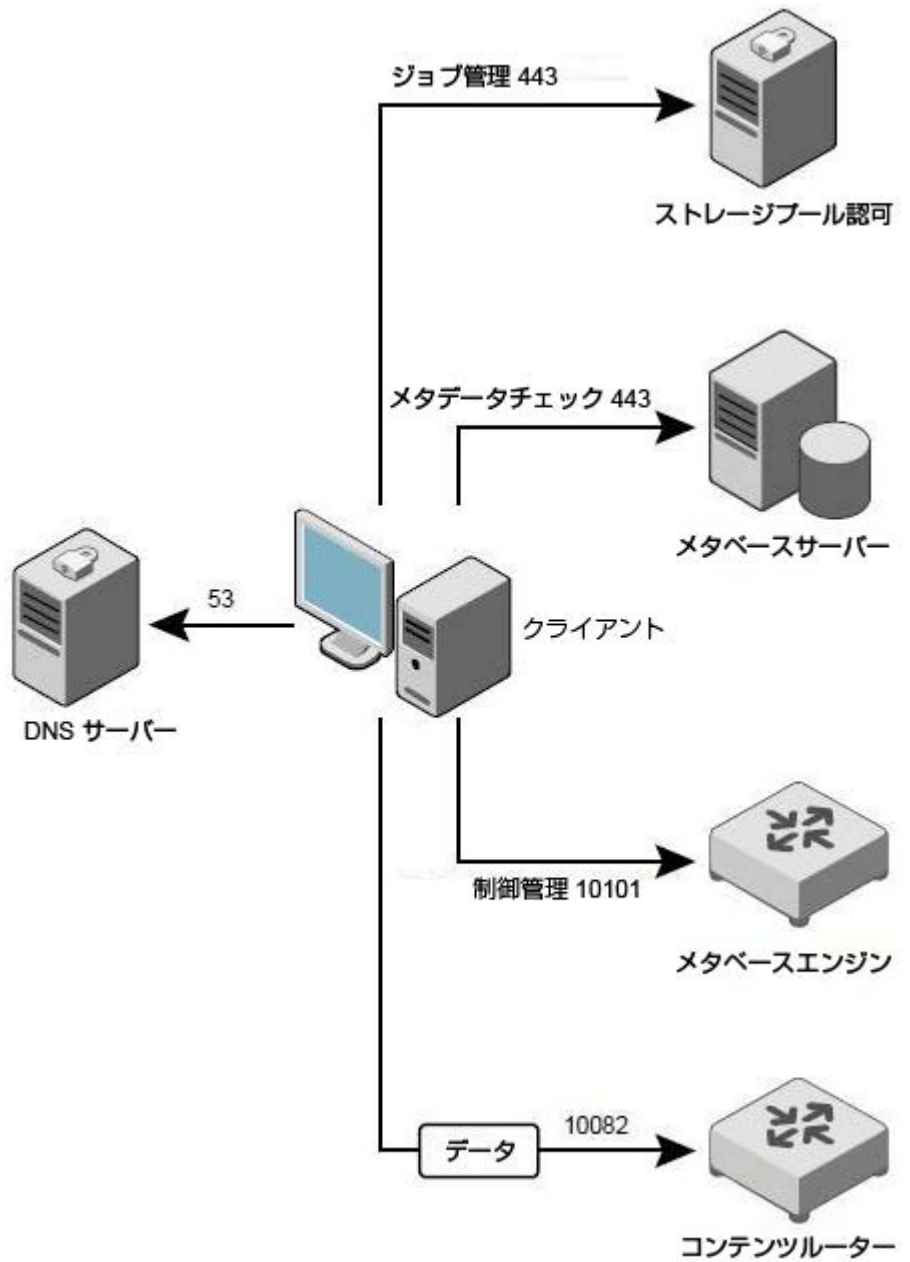 ジョブ管理 443
ストレージプール認可
メタデータチェック 443
メタベースサーバー
53
クライアント
DNS サーバー
制御管理 10101
メタベースエンジン
データ
10082
コンテンツルーター